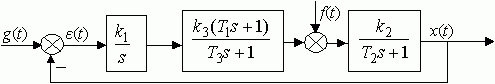 f(t)
g(t) ε(t) k₁/s k₃(T₁s+1)/T₃s+1 k₂/T₂s+1 x(t)
−